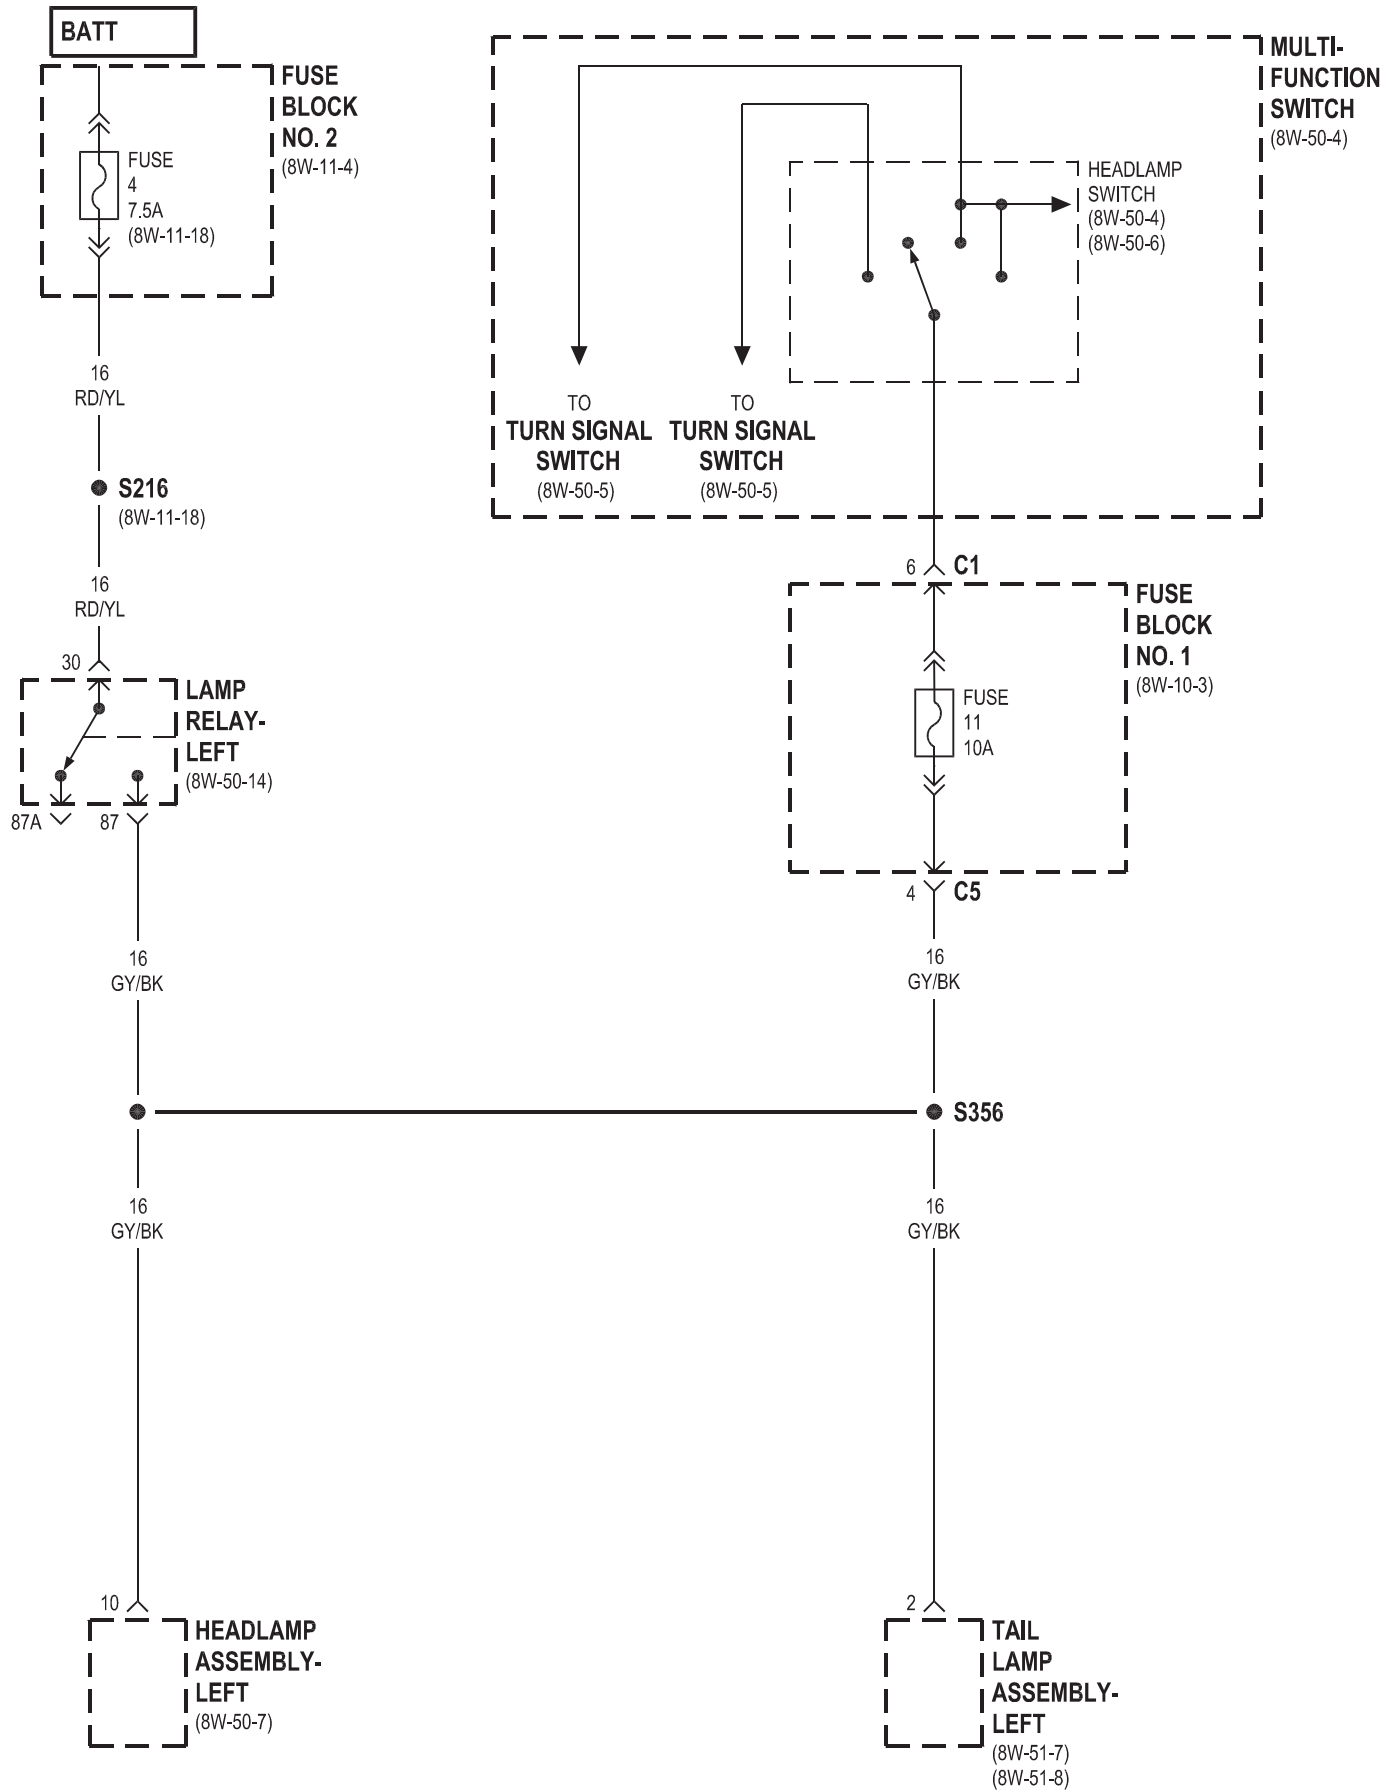 BATT
FUSE
BLOCK
NO. 2
(8W-11-4)
FUSE
4
7.5A
(8W-11-18)
16
RD/YL
S216
(8W-11-18)
16
RD/YL
30
LAMP
RELAY-
LEFT
(8W-50-14)
87A
87
16
GY/BK
16
GY/BK
10
HEADLAMP
ASSEMBLY-
LEFT
(8W-50-7)
MULTI-
FUNCTION
SWITCH
(8W-50-4)
HEADLAMP
SWITCH
(8W-50-4)
(8W-50-6)
TO
TURN SIGNAL
SWITCH
(8W-50-5)
TO
TURN SIGNAL
SWITCH
(8W-50-5)
6
C1
FUSE
BLOCK
NO. 1
(8W-10-3)
FUSE
11
10A
4
C5
16
GY/BK
S356
16
GY/BK
2
TAIL
LAMP
ASSEMBLY-
LEFT
(8W-51-7)
(8W-51-8)